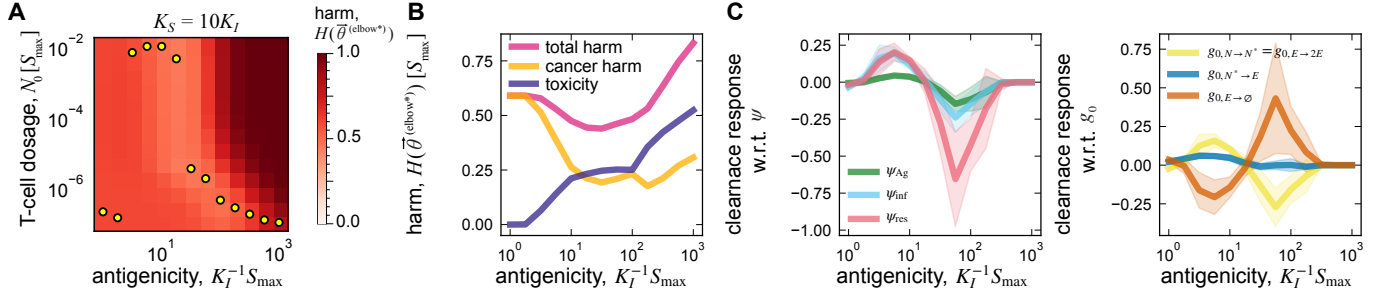 A
K_S = 10K_I
harm,
H(θ⃗^(elbow*))
T-cell dosage, N_0 [S_max]
10^-2
10^-4
10^-6
10^1
10^3
antigenicity, K_I^-1 S_max
1.0
0.5
0.0
B
harm, H(θ⃗^(elbow*)) [S_max]
total harm
cancer harm
toxicity
0.75
0.50
0.25
0.00
10^0
10^1
10^2
10^3
antigenicity, K_I^-1 S_max
C
clearnace response
w.r.t. ψ
0.25
0.00
−0.25
−0.50
−0.75
−1.00
ψ_Ag
ψ_inf
ψ_res
10^0
10^1
10^2
10^3
antigenicity, K_I^-1 S_max
clearnace response
w.r.t. g_0
0.75
0.50
0.25
0.00
−0.25
g_0,N→N* = g_0,E→2E
g_0,N*→E
g_0,E→∅
10^0
10^1
10^2
10^3
antigenicity, K_I^-1 S_max